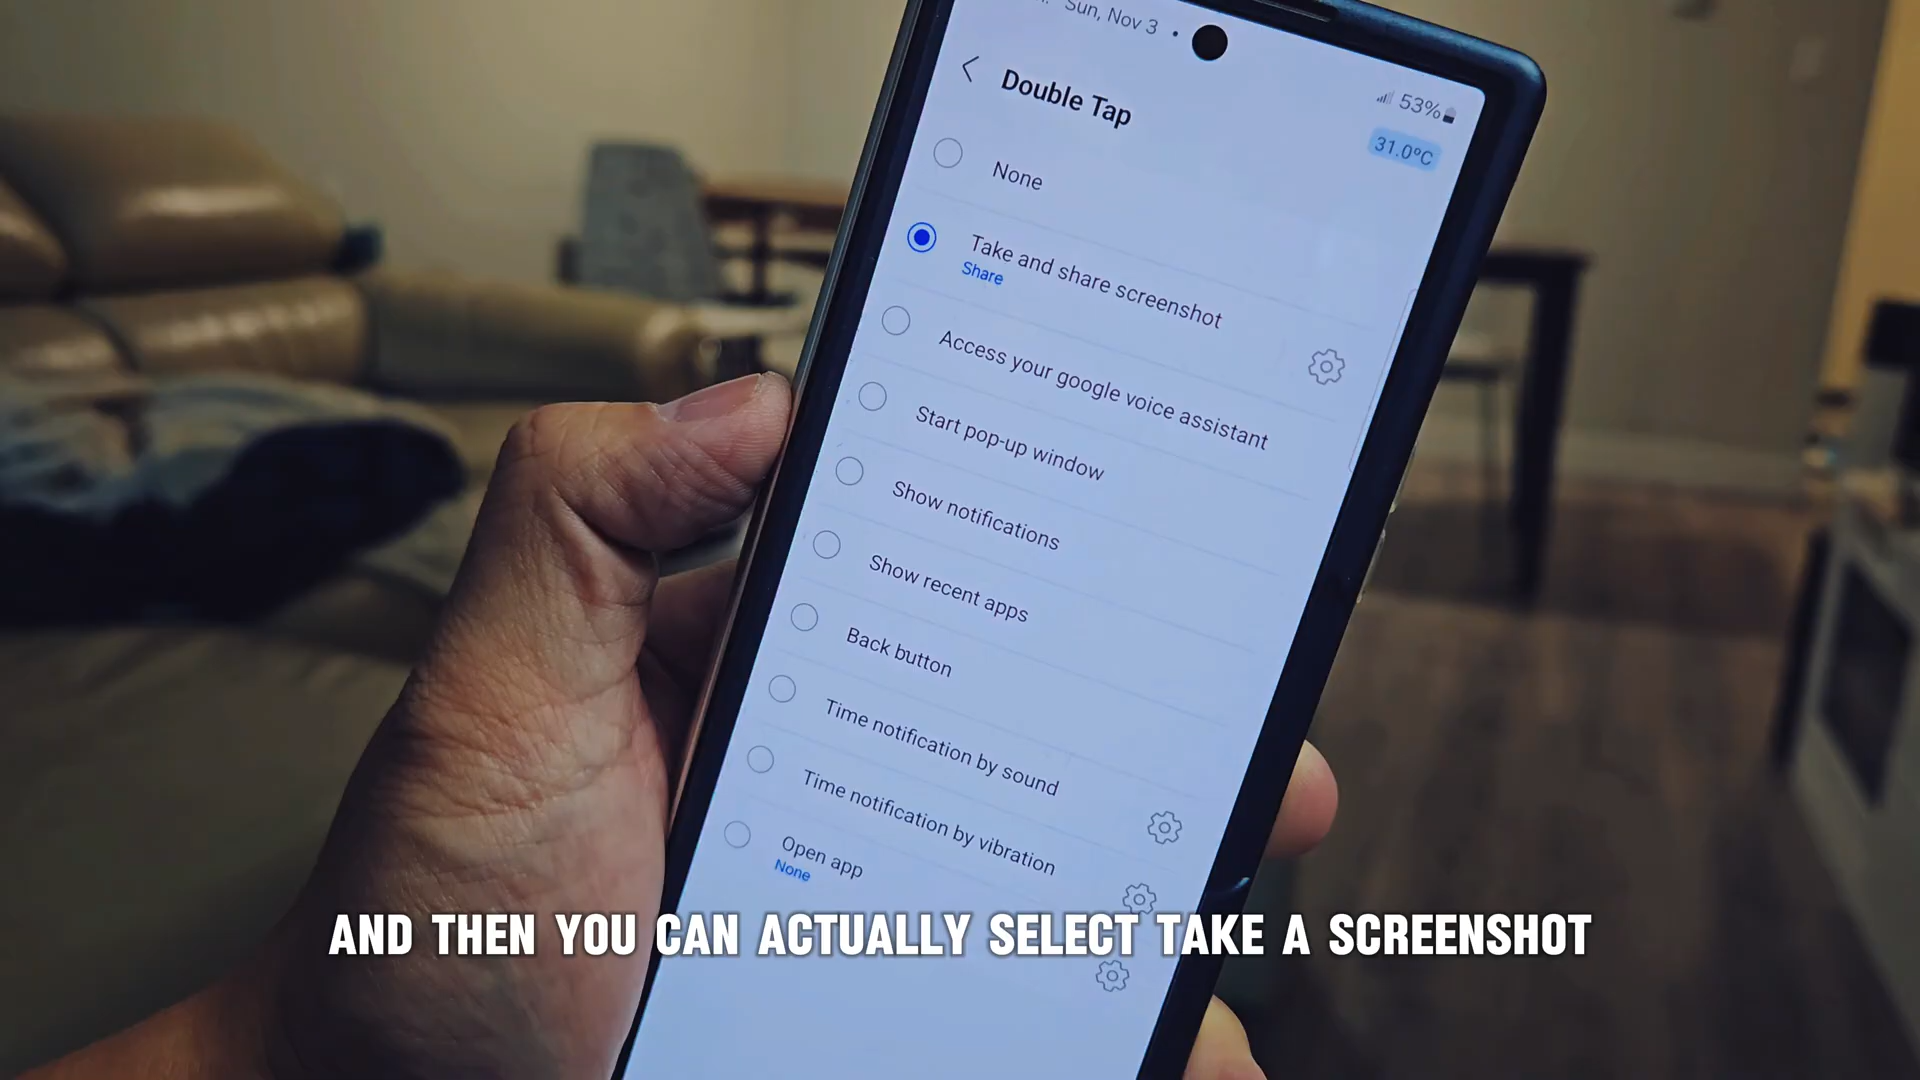 Sun, Nov 3 •
53%
Double Tap
31.0°C
None
Take and share screenshot
Share
Access your google voice assistant
Start pop-up window
Show notifications
Show recent apps
Back button
Time notification by sound
Time notification by vibration
Open app
None
AND THEN YOU CAN ACTUALLY SELECT TAKE A SCREENSHOT